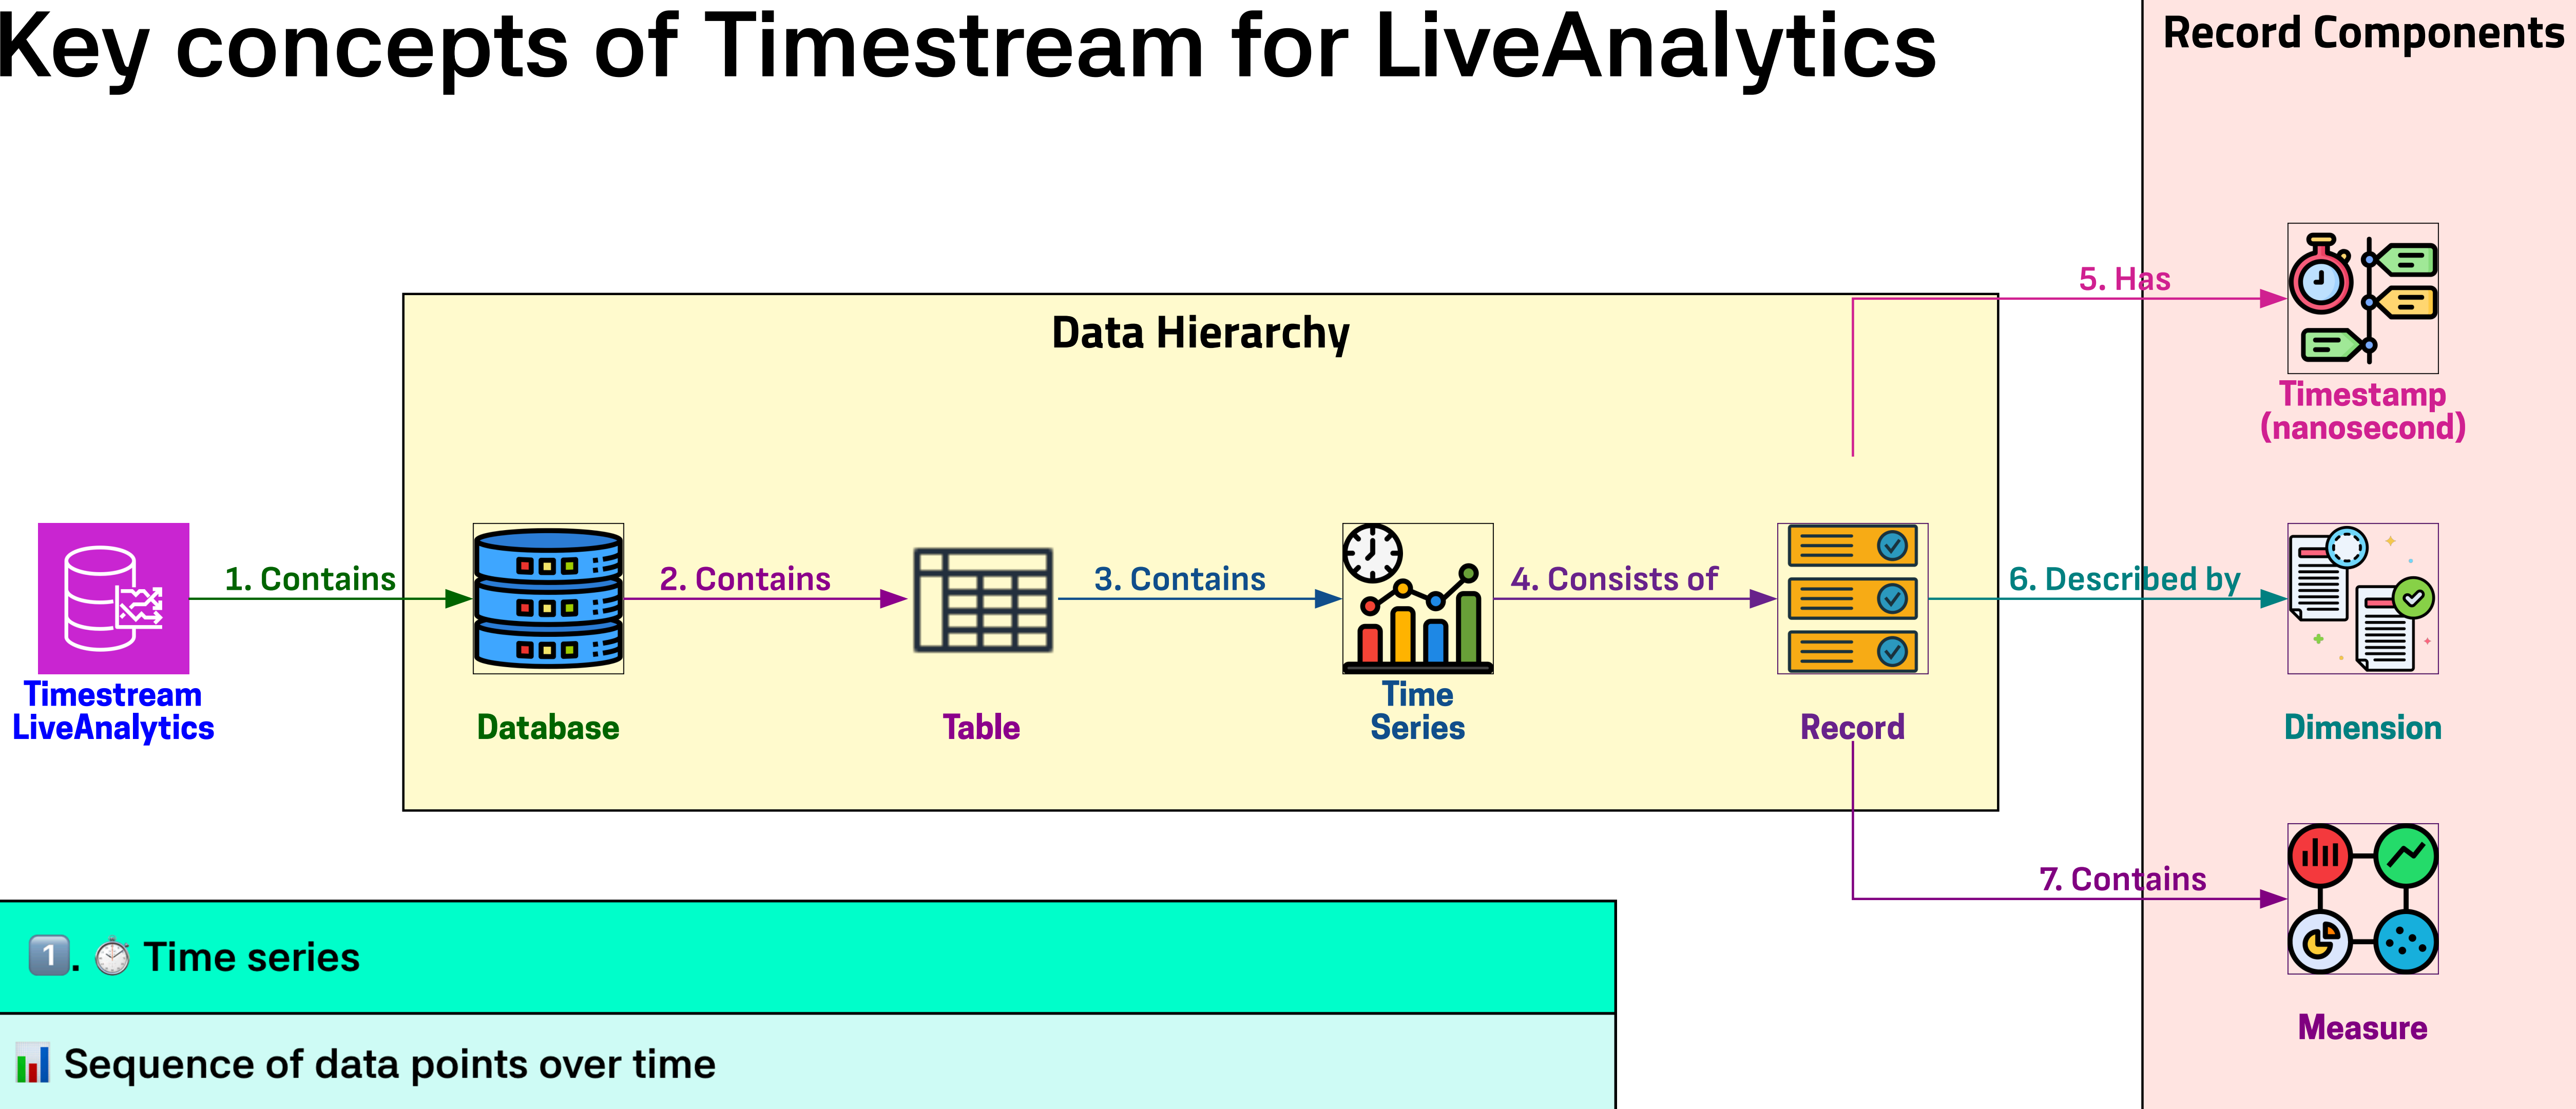 Key concepts of Timestream for LiveAnalytics
Record Components
Data Hierarchy
5. Has
Timestamp
(nanosecond)
1. Contains
2. Contains
3. Contains
4. Consists of
6. Described by
Timestream
LiveAnalytics
Database
Table
Time
Series
Record
Dimension
7. Contains
Measure
1. Time series
Sequence of data points over time